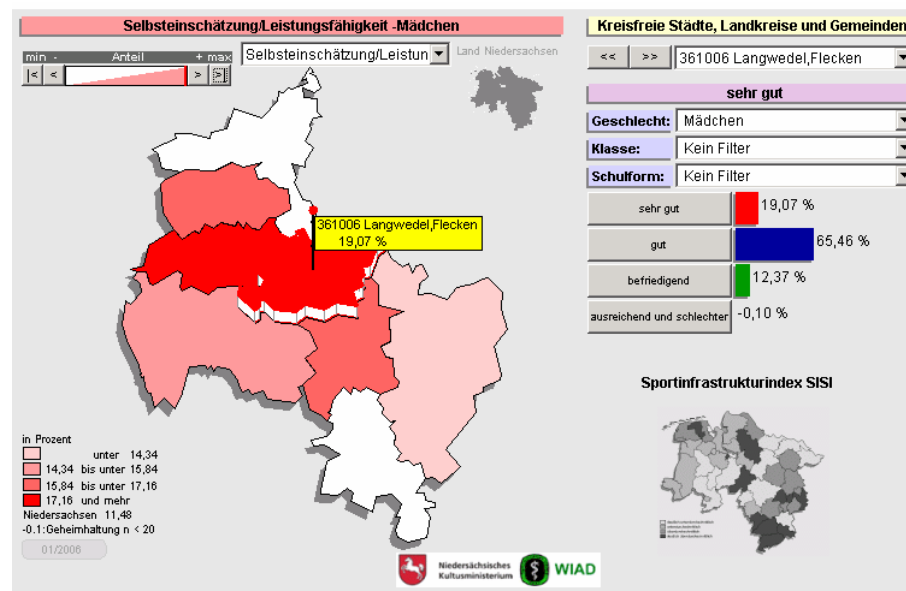 Selbsteinschätzung/Leistungsfähigkeit -Mädchen
min - Anteil + max
|< < > >|
Selbsteinschätzung/Leistun
Land Niedersachsen
361006 Langwedel,Flecken
19,07 %
in Prozent
unter 14,34
14,34 bis unter 15,84
15,84 bis unter 17,16
17,16 und mehr
Niedersachsen 11,48
-0.1:Geheimhaltung n < 20
01/2006
Niedersächsisches
Kultusministerium
WIAD
Kreisfreie Städte, Landkreise und Gemeinden
<< >> 361006 Langwedel,Flecken
sehr gut
Geschlecht: Mädchen
Klasse: Kein Filter
Schulform: Kein Filter
sehr gut 19,07 %
gut 65,46 %
befriedigend 12,37 %
ausreichend und schlechter -0,10 %
Sportinfrastrukturindex SISI